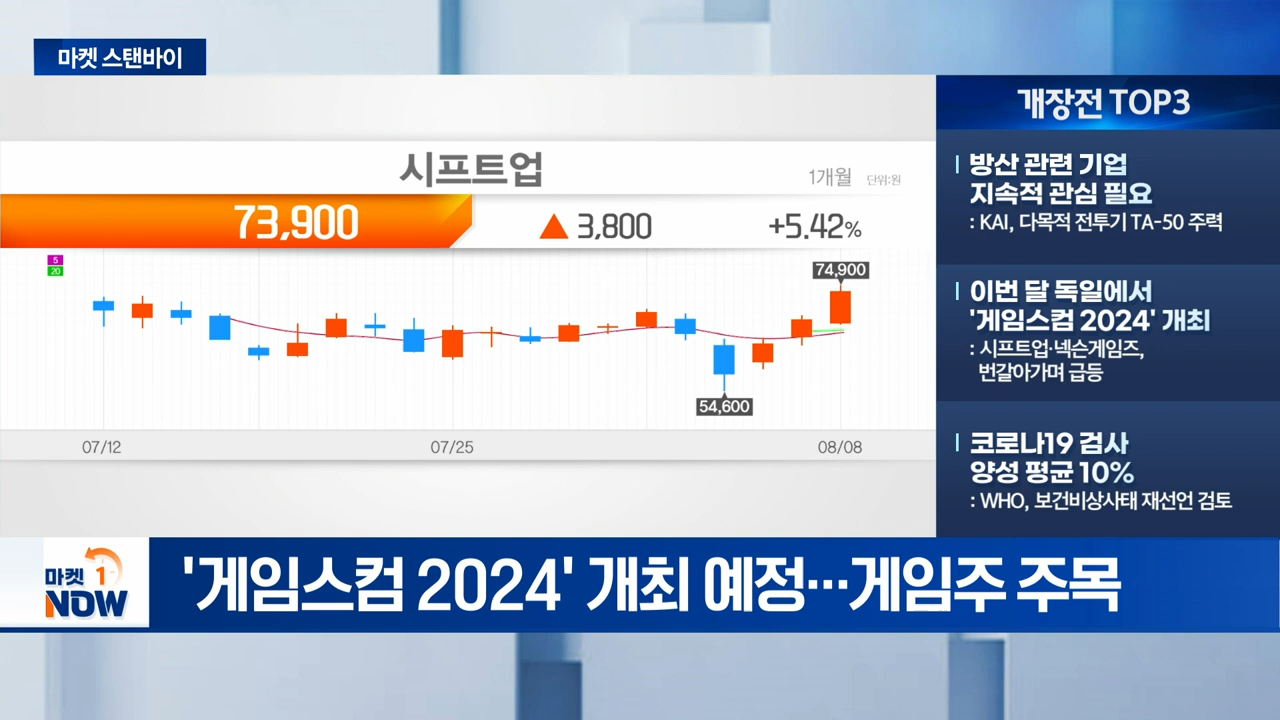 마켓 스탠바이
시프트업
1개월 단위:원
73,900 ▲ 3,800 +5.42%
5
20
74,900
54,600
07/12 07/25 08/08
개장전 TOP3
방산 관련 기업
지속적 관심 필요
: KAI, 다목적 전투기 TA-50 주력
이번 달 독일에서
'게임스컴 2024' 개최
: 시프트업·넥슨게임즈,
번갈아가며 급등
코로나19 검사
양성 평균 10%
: WHO, 보건비상사태 재선언 검토
마켓 1
NOW
'게임스컴 2024' 개최 예정…게임주 주목